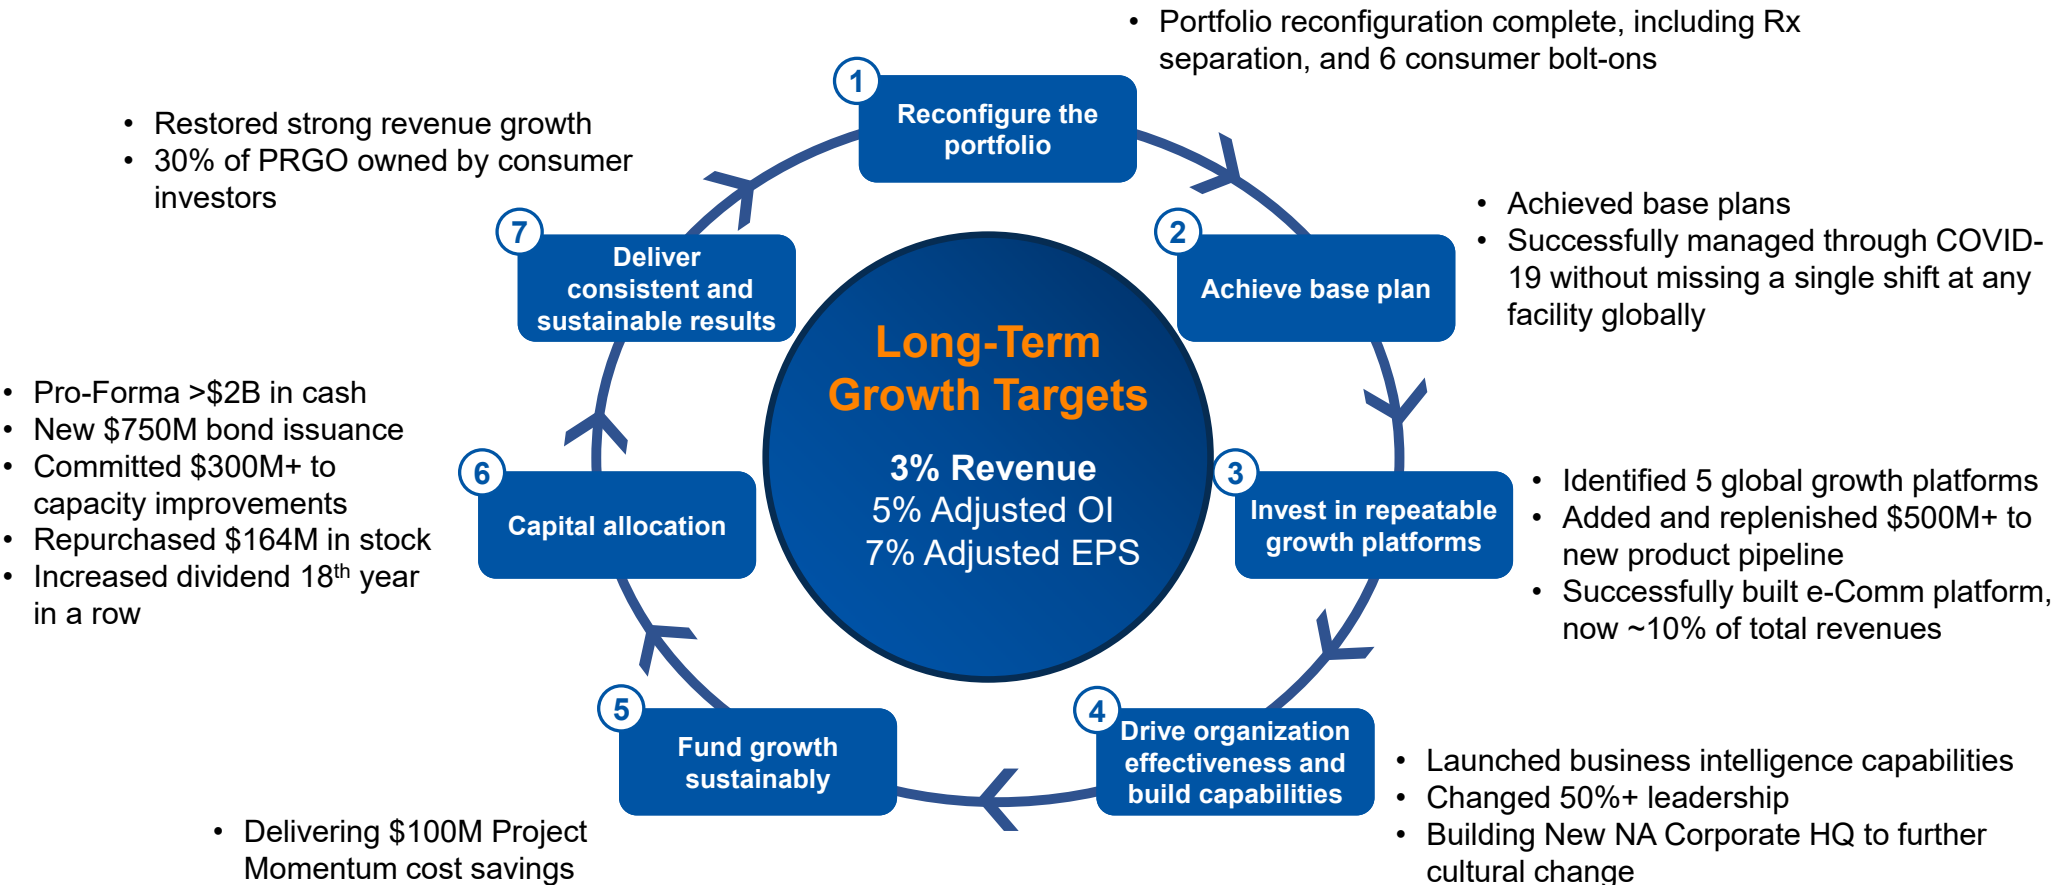 1
Reconfigure the
portfolio
• Portfolio reconfiguration complete, including Rx
separation, and 6 consumer bolt-ons
2
Achieve base plan
• Achieved base plans
• Successfully managed through COVID-
19 without missing a single shift at any
facility globally
3
Invest in repeatable
growth platforms
• Identified 5 global growth platforms
• Added and replenished $500M+ to
new product pipeline
• Successfully built e-Comm platform,
now ~10% of total revenues
4
Drive organization
effectiveness and
build capabilities
• Launched business intelligence capabilities
• Changed 50%+ leadership
• Building New NA Corporate HQ to further
cultural change
5
Fund growth
sustainably
• Delivering $100M Project
Momentum cost savings
6
Capital allocation
• Pro-Forma >$2B in cash
• New $750M bond issuance
• Committed $300M+ to
capacity improvements
• Repurchased $164M in stock
• Increased dividend 18th year
in a row
7
Deliver
consistent and
sustainable results
• Restored strong revenue growth
• 30% of PRGO owned by consumer
investors
Long-Term
Growth Targets
3% Revenue
5% Adjusted OI
7% Adjusted EPS